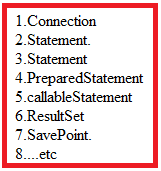 1.Connection
2.Statement.
3.Statement
4.PreparedStatement
5.callableStatement
6.ResultSet
7.SavePoint.
8....etc